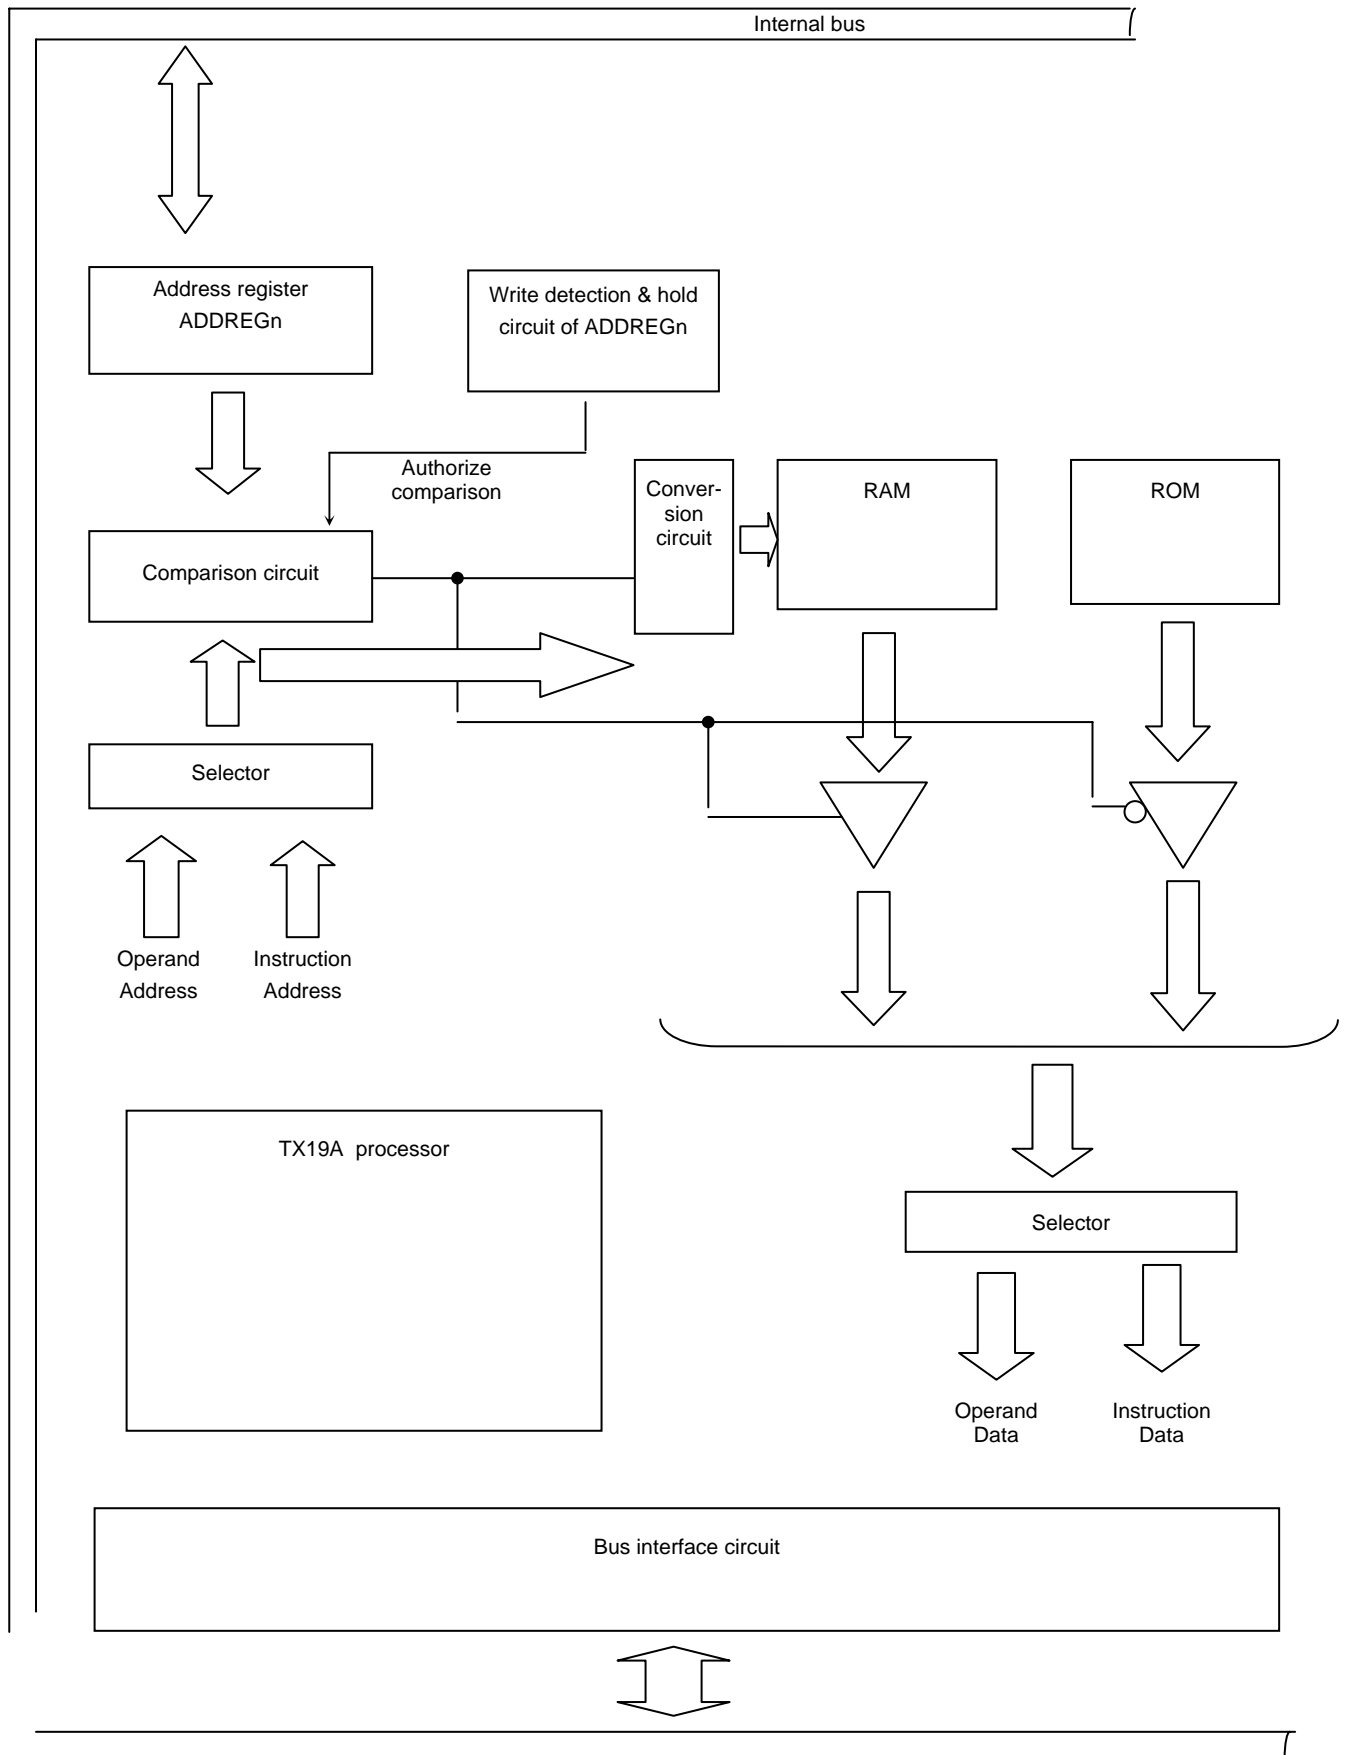 Internal bus
Address register
ADDREGn
Write detection & hold
circuit of ADDREGn
Authorize
comparison
Conver-
sion
circuit
RAM
ROM
Comparison circuit
Selector
Operand
Address
Instruction
Address
TX19A processor
Selector
Operand
Data
Instruction
Data
Bus interface circuit